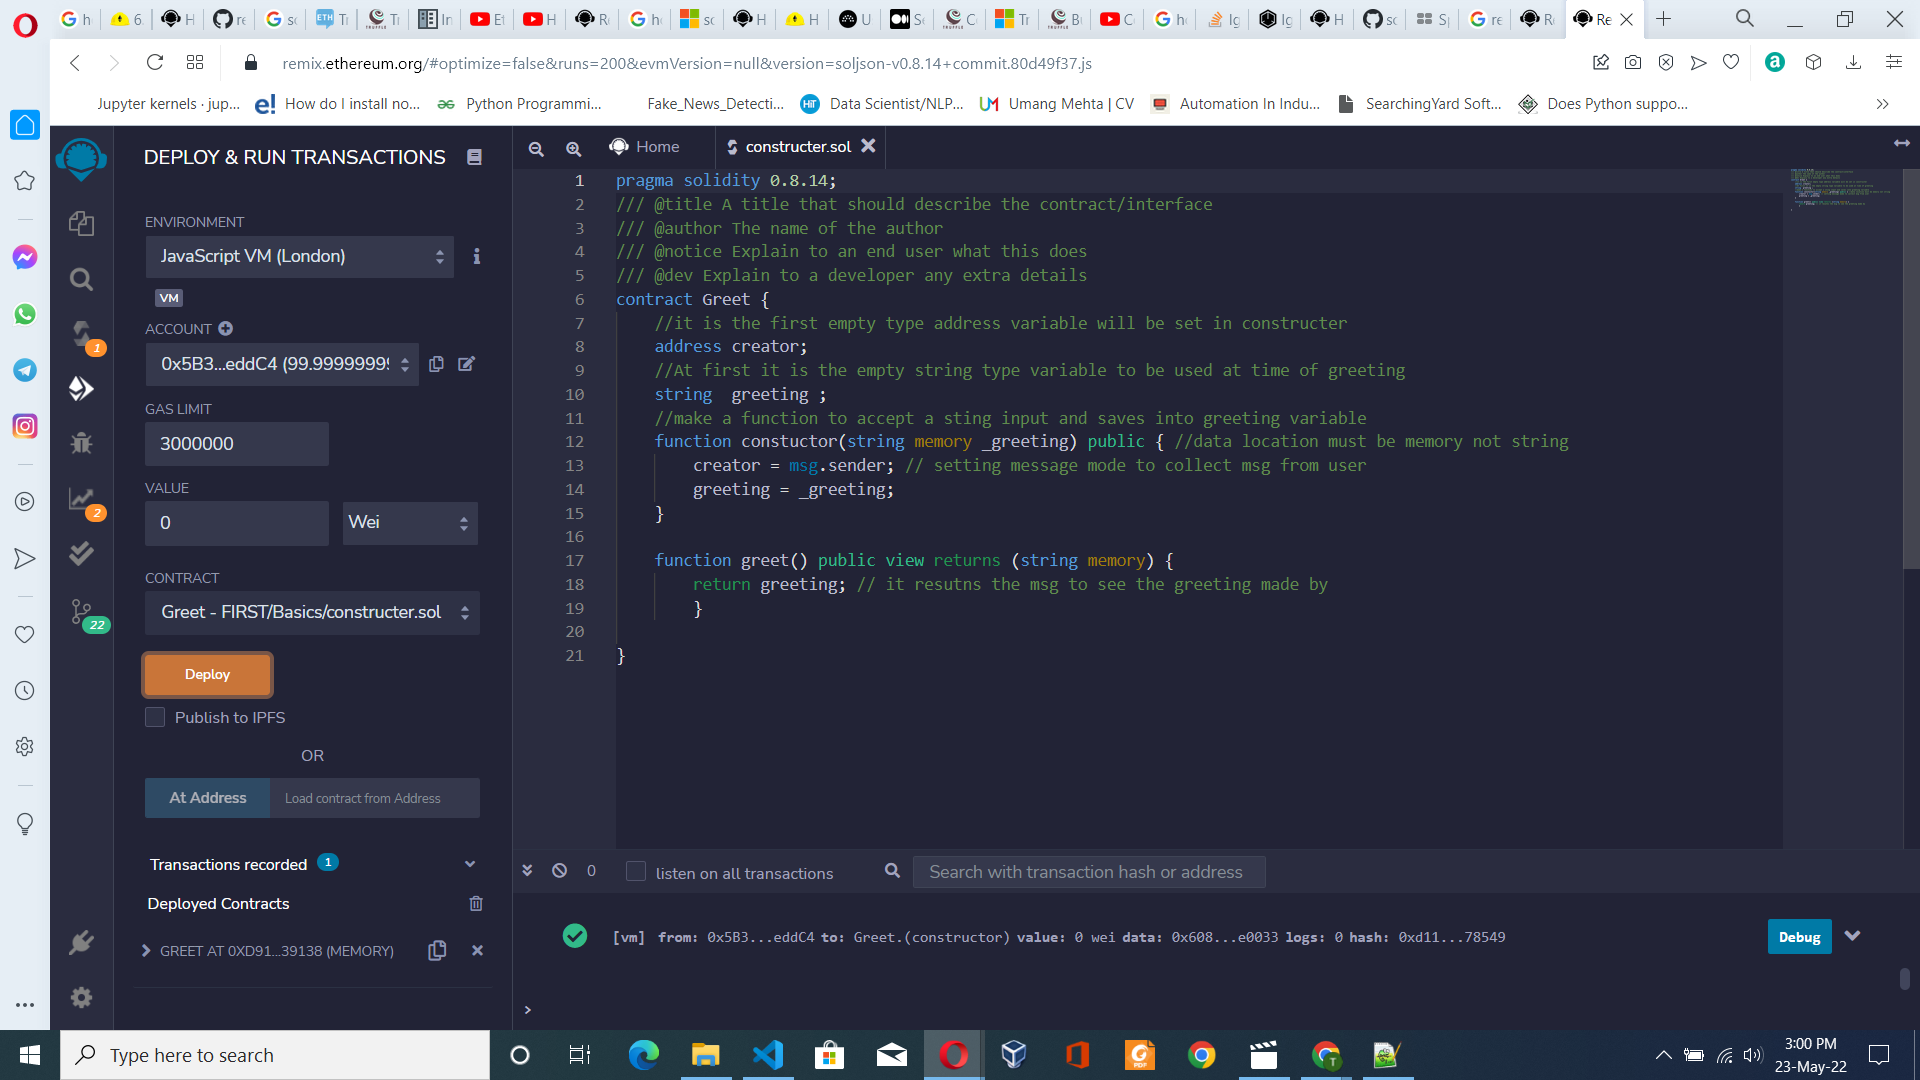 remix.ethereum.org/#optimize=false&runs=200&evmVersion=null&version=soljson-v0.8.14+commit.80d49f37.js
Jupyter kernels · jup...
How do I install no...
Python Programmi...
Fake_News_Detecti...
Data Scientist/NLP...
Umang Mehta | CV
Automation In Indu...
SearchingYard Soft...
Does Python suppo...
DEPLOY & RUN TRANSACTIONS
ENVIRONMENT
JavaScript VM (London)
VM
ACCOUNT
0x5B3...eddC4 (99.99999999
GAS LIMIT
3000000
VALUE
0
Wei
CONTRACT
Greet - FIRST/Basics/constructer.sol
Deploy
Publish to IPFS
OR
At Address
Load contract from Address
Transactions recorded 1
Deployed Contracts
GREET AT 0XD91...39138 (MEMORY)
1
2
22
Home
constructer.sol
1 pragma solidity 0.8.14;
2 /// @title A title that should describe the contract/interface
3 /// @author The name of the author
4 /// @notice Explain to an end user what this does
5 /// @dev Explain to a developer any extra details
6 contract Greet {
7 //it is the first empty type address variable will be set in constructer
8 address creator;
9 //At first it is the empty string type variable to be used at time of greeting
10 string  greeting ;
11 //make a function to accept a sting input and saves into greeting variable
12 function constuctor(string memory _greeting) public { //data location must be memory not string
13 creator = msg.sender; // setting message mode to collect msg from user
14 greeting = _greeting;
15 }
16
17 function greet() public view returns (string memory) {
18 return greeting; // it resutns the msg to see the greeting made by
19 }
20
21 }
0
listen on all transactions
Search with transaction hash or address
[vm] from: 0x5B3...eddC4 to: Greet.(constructor) value: 0 wei data: 0x608...e0033 logs: 0 hash: 0xd11...78549
Debug
>
Type here to search
3:00 PM
23-May-22